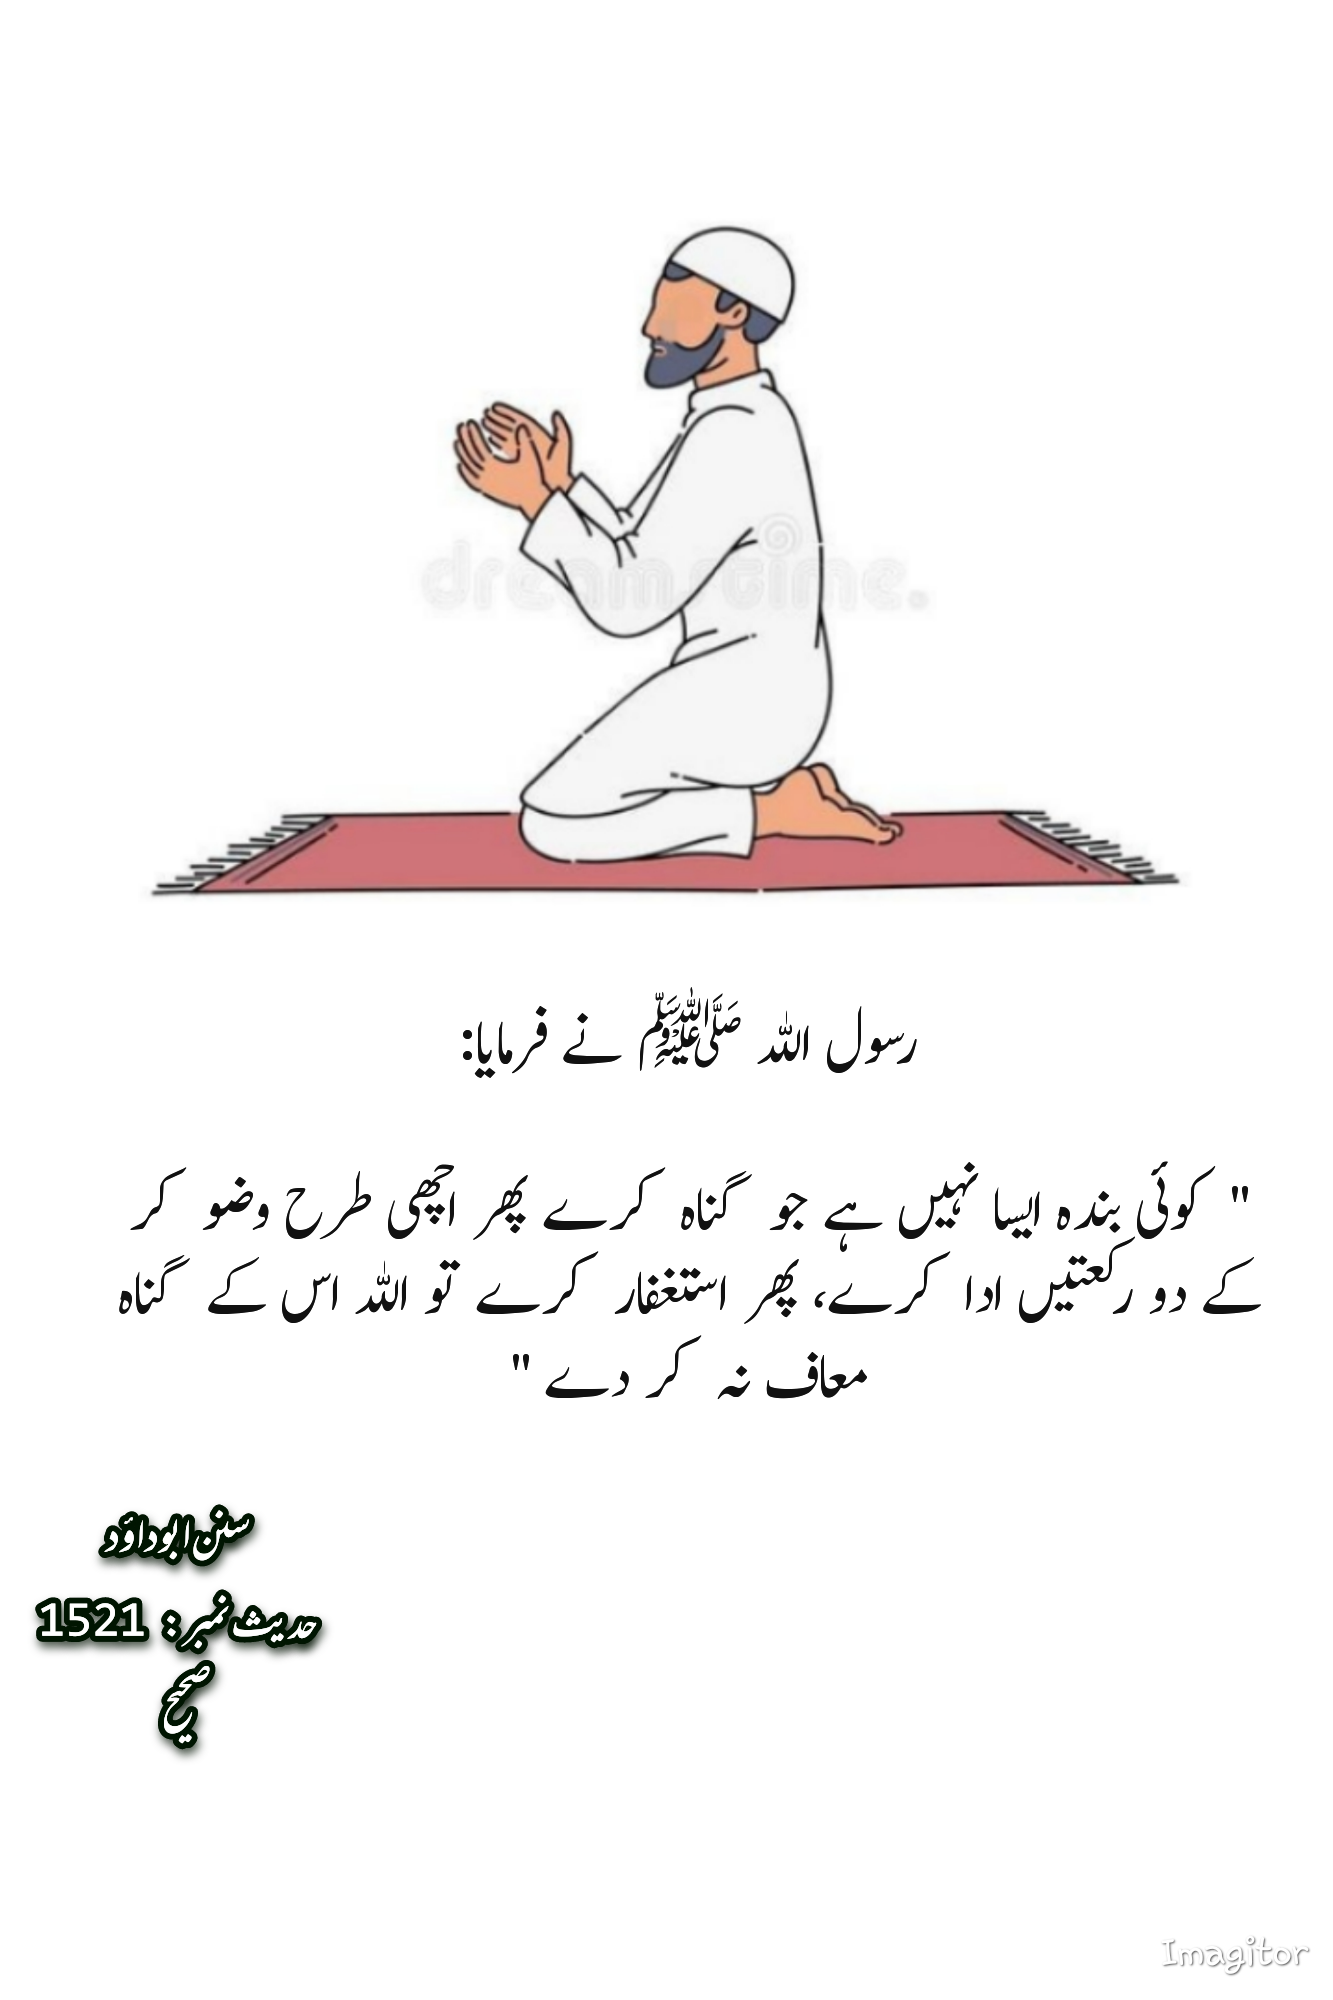 dreamstime.
رسول اللہ ﷺ نے فرمایا:
" کوئی بندہ ایسا نہیں ہے جو گناہ کرے پھر اچھی طرح وضو کر
کے دو رکعتیں ادا کرے، پھر استغفار کرے تو اللہ اس کے گناہ
معاف نہ کر دے "
سنن ابوداؤد
حدیث نمبر : 1521
صحیح
Imagitor